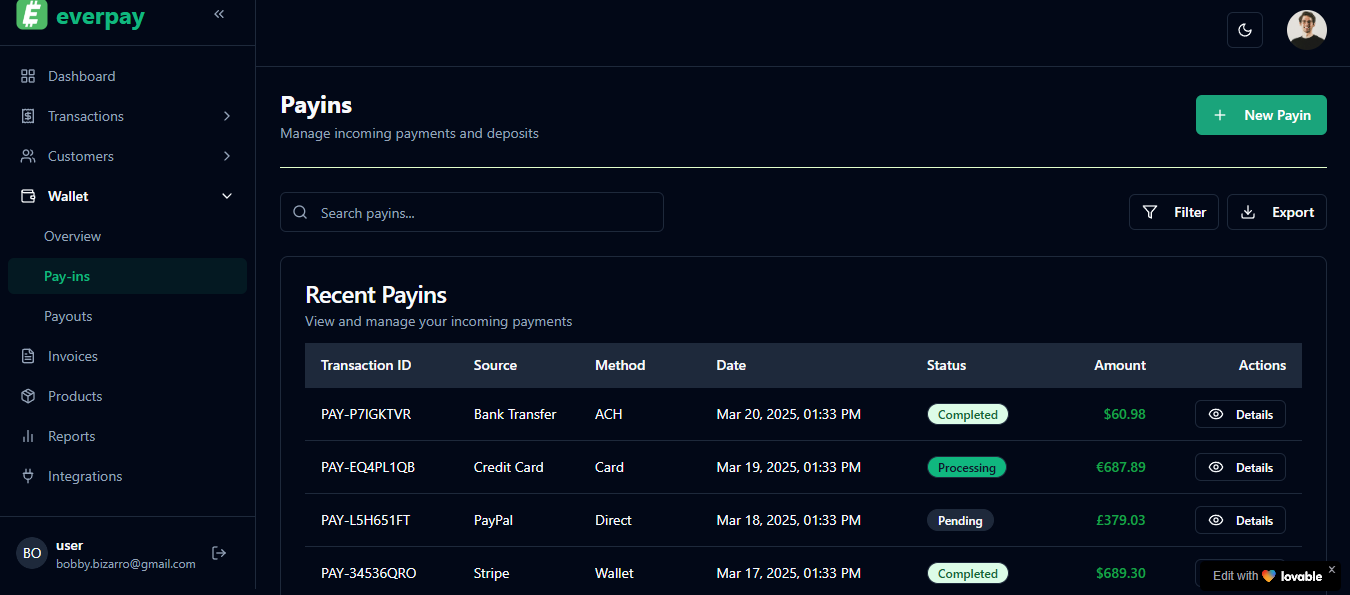 everpay
Dashboard
Transactions
Customers
Wallet
Overview
Pay-ins
Payouts
Invoices
Products
Reports
Integrations
BO
user
bobby.bizarro@gmail.com
Payins
Manage incoming payments and deposits
New Payin
Search payins...
Filter
Export
Recent Payins
View and manage your incoming payments
Transaction ID Source Method Date Status Amount Actions
PAY-P7IGKTVR Bank Transfer ACH Mar 20, 2025, 01:33 PM Completed $60.98 Details
PAY-EQ4PL1QB Credit Card Card Mar 19, 2025, 01:33 PM Processing €687.89 Details
PAY-L5H651FT PayPal Direct Mar 18, 2025, 01:33 PM Pending £379.03 Details
PAY-34536QRO Stripe Wallet Mar 17, 2025, 01:33 PM Completed $689.30
Edit with lovable